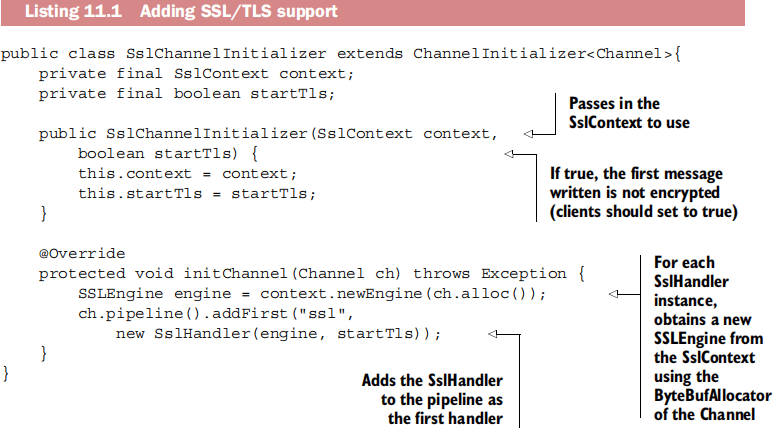 Listing 11.1 Adding SSL/TLS support
public class SslChannelInitializer extends ChannelInitializer<Channel>{
private final SslContext context;
private final boolean startTls;
Passes in the
SslContext to use
public SslChannelInitializer(SslContext context,
boolean startTls) {
this.context = context;
this.startTls = startTls;
}
If true, the first message
written is not encrypted
(clients should set to true)
@Override
protected void initChannel(Channel ch) throws Exception {
SSLEngine engine = context.newEngine(ch.alloc());
ch.pipeline().addFirst("ssl",
new SslHandler(engine, startTls));
}
}
For each
SslHandler
instance,
obtains a new
SSLEngine from
the SslContext
using the
ByteBufAllocator
of the Channel
Adds the SslHandler
to the pipeline as
the first handler